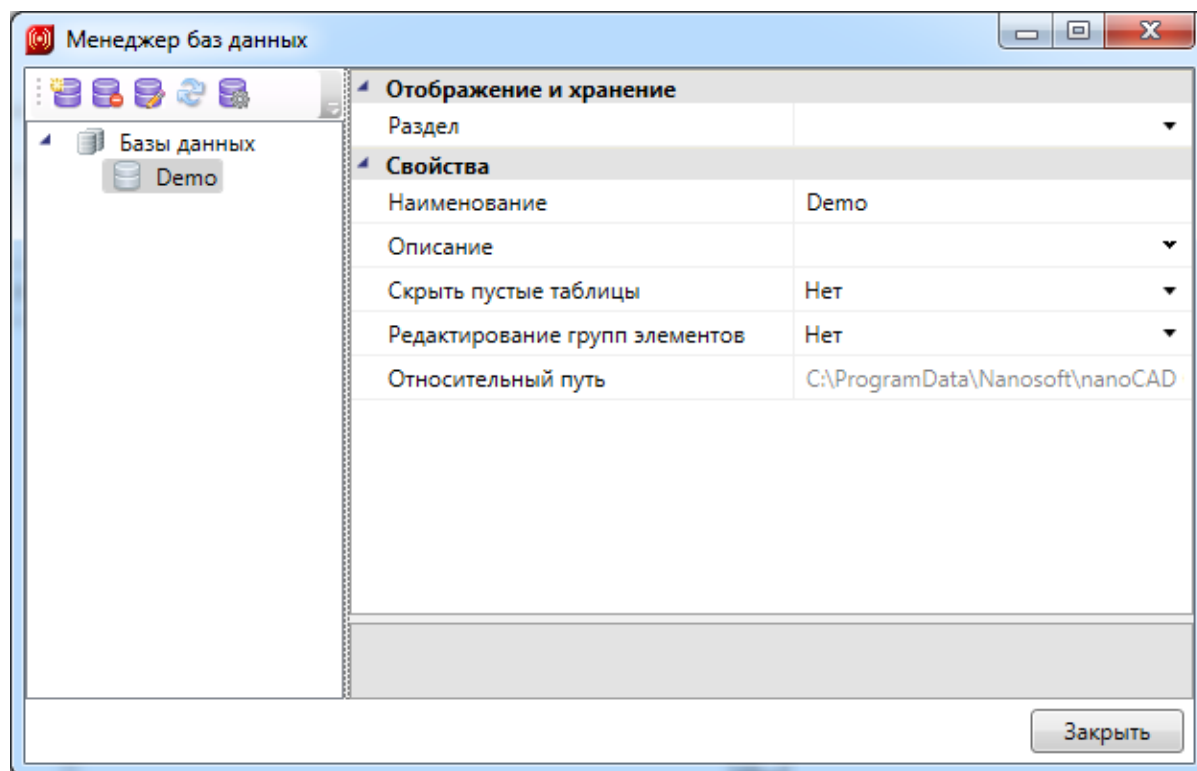 Менеджер баз данных
Базы данных
Demo
Отображение и хранение
Раздел
Свойства
Наименование Demo
Описание
Скрыть пустые таблицы Нет
Редактирование групп элементов Нет
Относительный путь C:\ProgramData\Nanosoft\nanoCAD
Закрыть